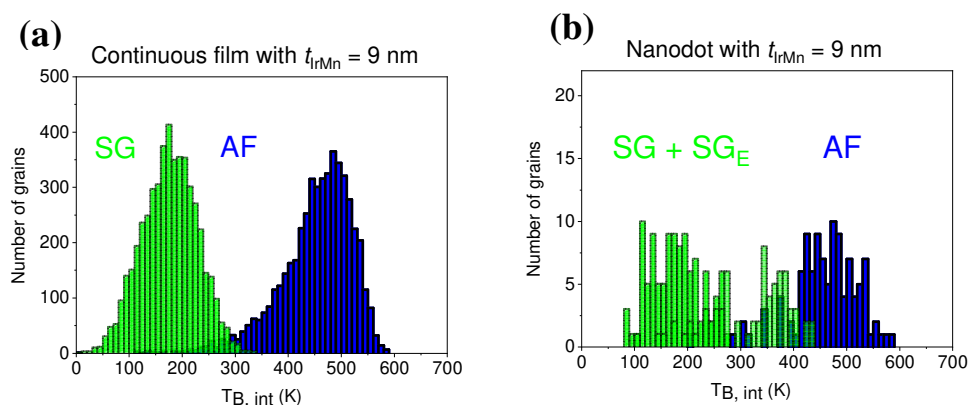 (a)
Continuous film with tIrMn = 9 nm
500
400
300
200
100
0
Number of grains
SG
AF
0 100 200 300 400 500 600 700
TB, int (K)
(b)
Nanodot with tIrMn = 9 nm
20
15
10
5
0
Number of grains
SG + SGE
AF
100 200 300 400 500 600 700
TB, int (K)